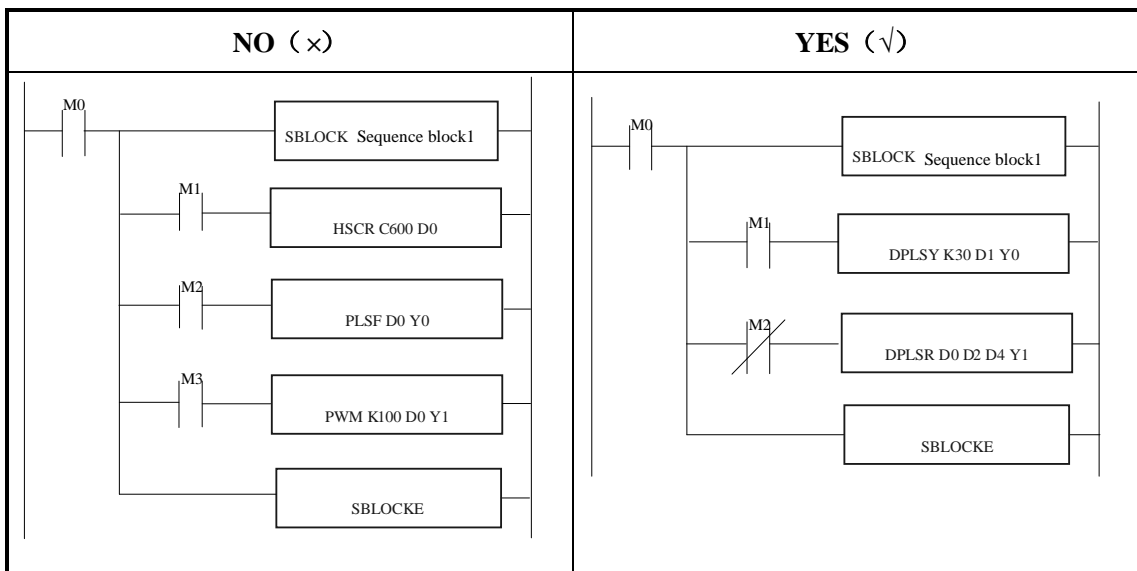 NO（×）
YES（√）
M0
SBLOCK Sequence block1
M1
HSCR C600 D0
M2
PLSF D0 Y0
M3
PWM K100 D0 Y1
SBLOCKE
M0
SBLOCK Sequence block1
M1
DPLSY K30 D1 Y0
M2
DPLSR D0 D2 D4 Y1
SBLOCKE